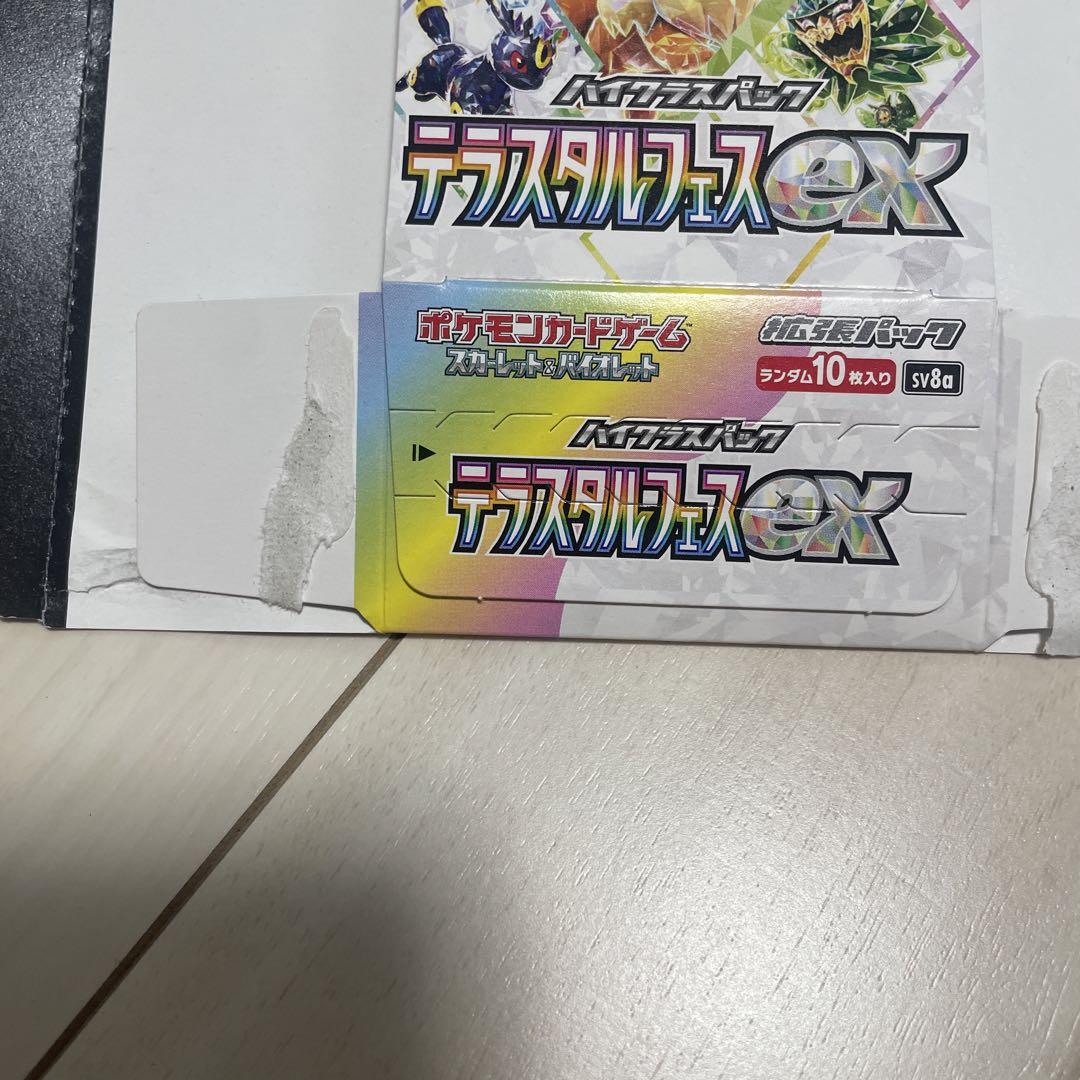 ハイクラスパック
テラスタルフェスex
ポケモンカードゲーム™
スカーレット&バイオレット
拡張パック
ランダム10枚入り
SV8a
ハイクラスパック
テラスタルフェスex